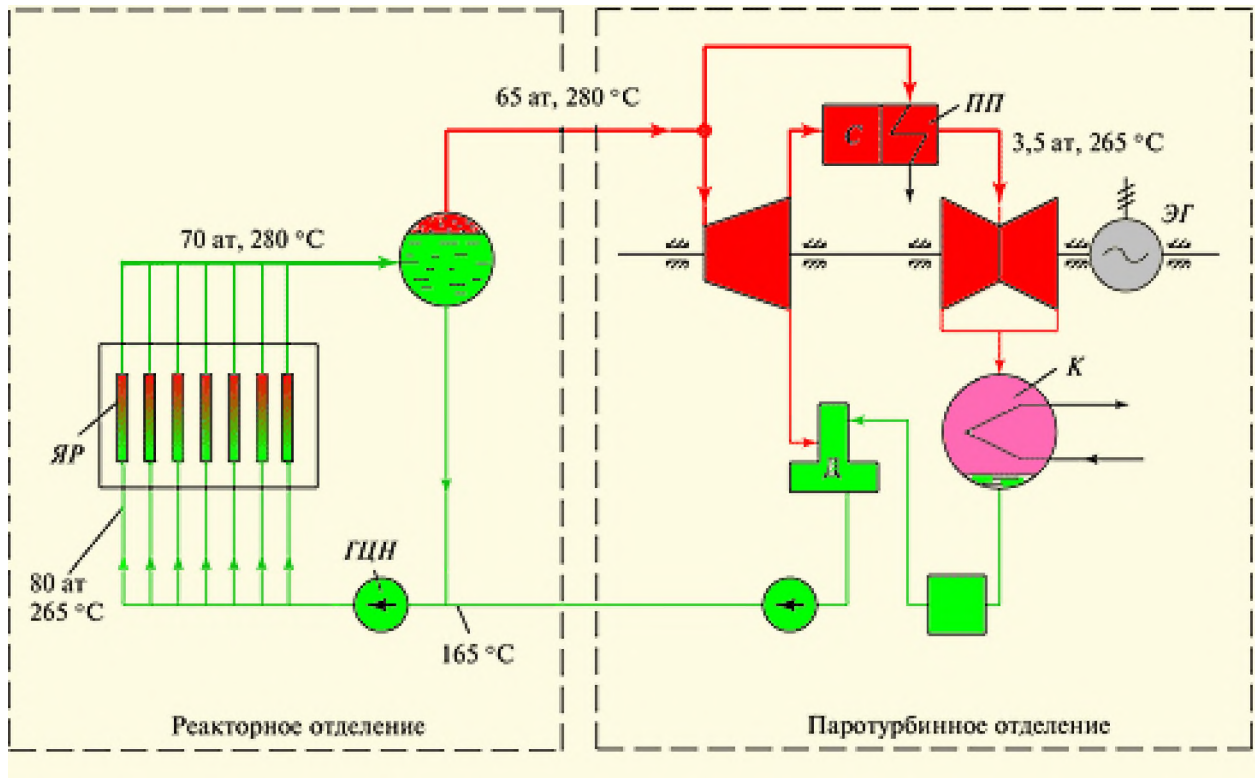 65 ат, 280 °C
ПП
С
3,5 ат, 265 °C
ЭГ
70 ат, 280 °C
К
ЯР
Д
ГЦН
80 ат
265 °C
165 °C
Реакторное отделение
Паротурбинное отделение